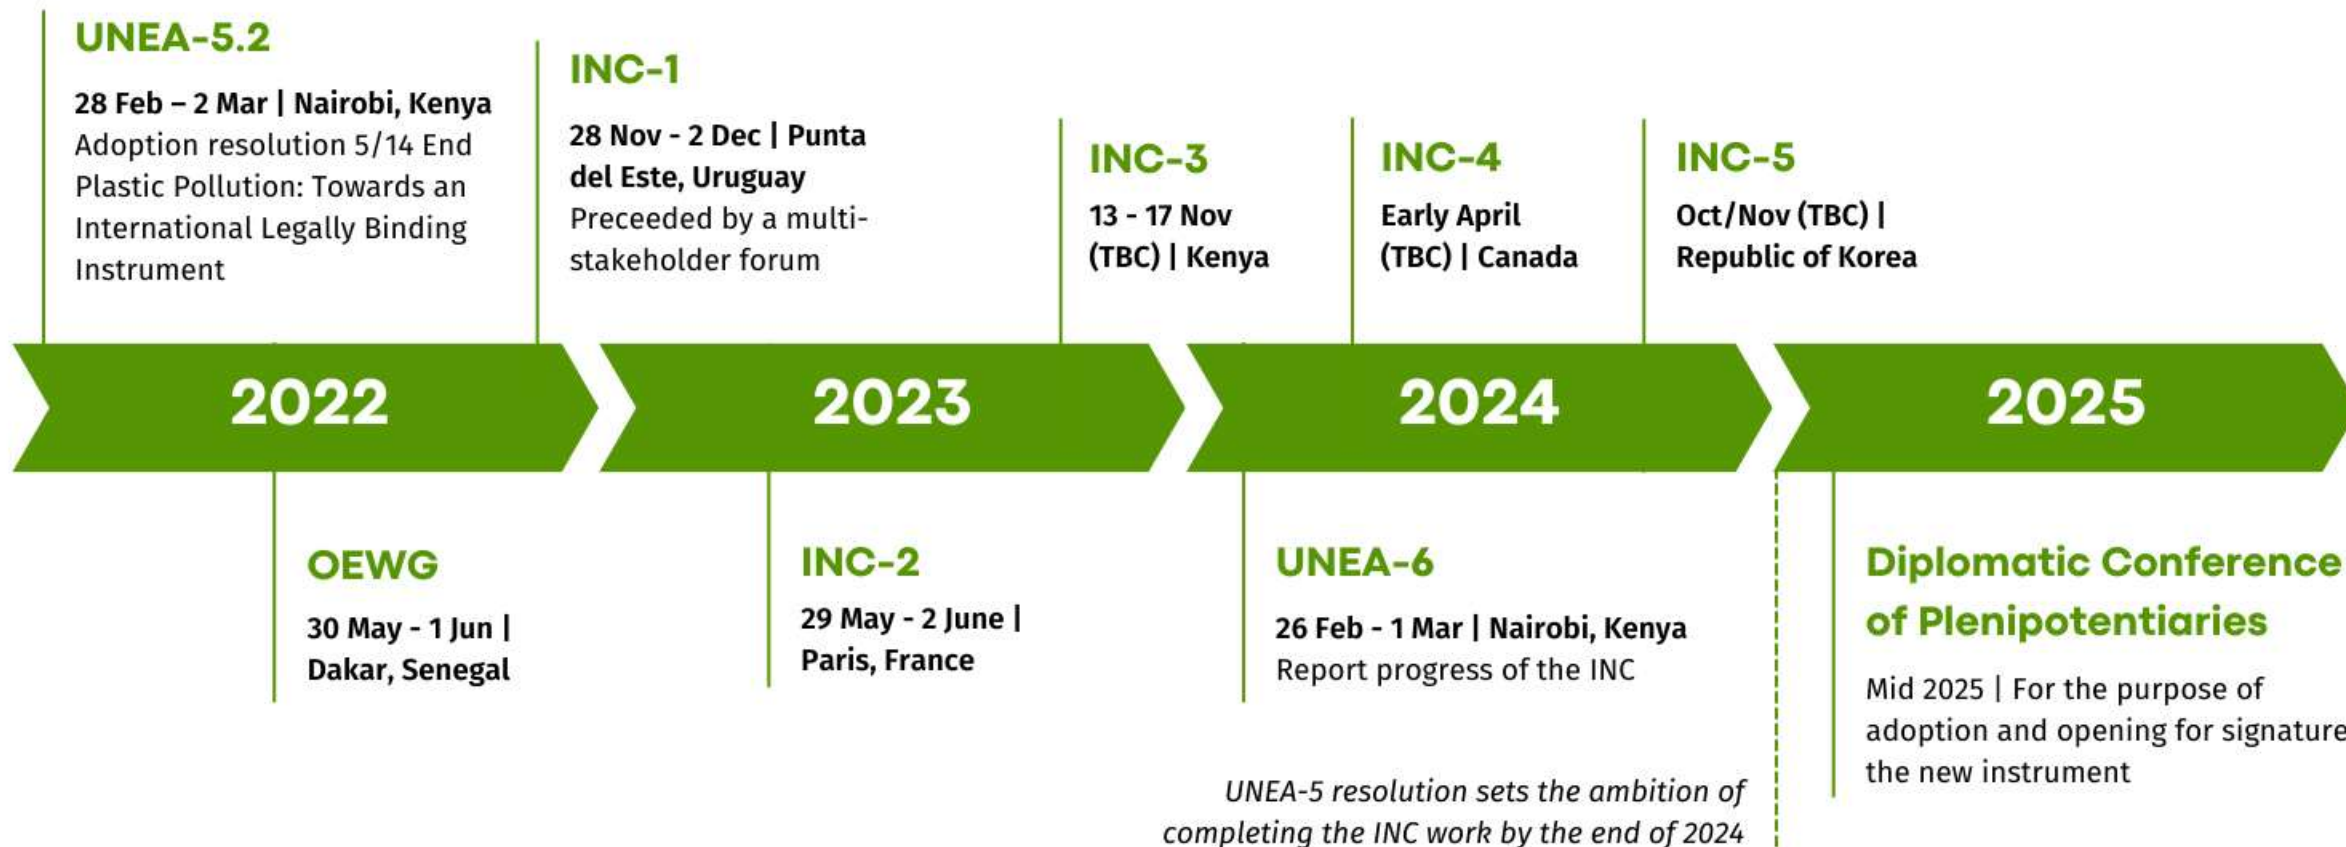 UNEA-5.2
28 Feb – 2 Mar | Nairobi, Kenya
Adoption resolution 5/14 End
Plastic Pollution: Towards an
International Legally Binding
Instrument
INC-1
28 Nov - 2 Dec | Punta
del Este, Uruguay
Preceeded by a multi-
stakeholder forum
INC-3
13 - 17 Nov
(TBC) | Kenya
INC-4
Early April
(TBC) | Canada
INC-5
Oct/Nov (TBC) |
Republic of Korea
2022
2023
2024
2025
OEWG
30 May - 1 Jun |
Dakar, Senegal
INC-2
29 May - 2 June |
Paris, France
UNEA-6
26 Feb - 1 Mar | Nairobi, Kenya
Report progress of the INC
UNEA-5 resolution sets the ambition of
completing the INC work by the end of 2024
Diplomatic Conference
of Plenipotentiaries
Mid 2025 | For the purpose of
adoption and opening for signature
the new instrument